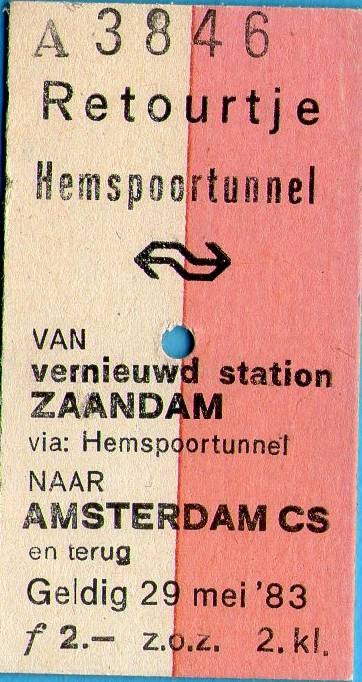 A 3846
Retourtje
Hemspoortunnel
VAN
vernieuwd station
ZAANDAM
via: Hemspoortunnel
NAAR
AMSTERDAM CS
en terug
Geldig 29 mei '83
f 2.- z.o.z. 2. kl.